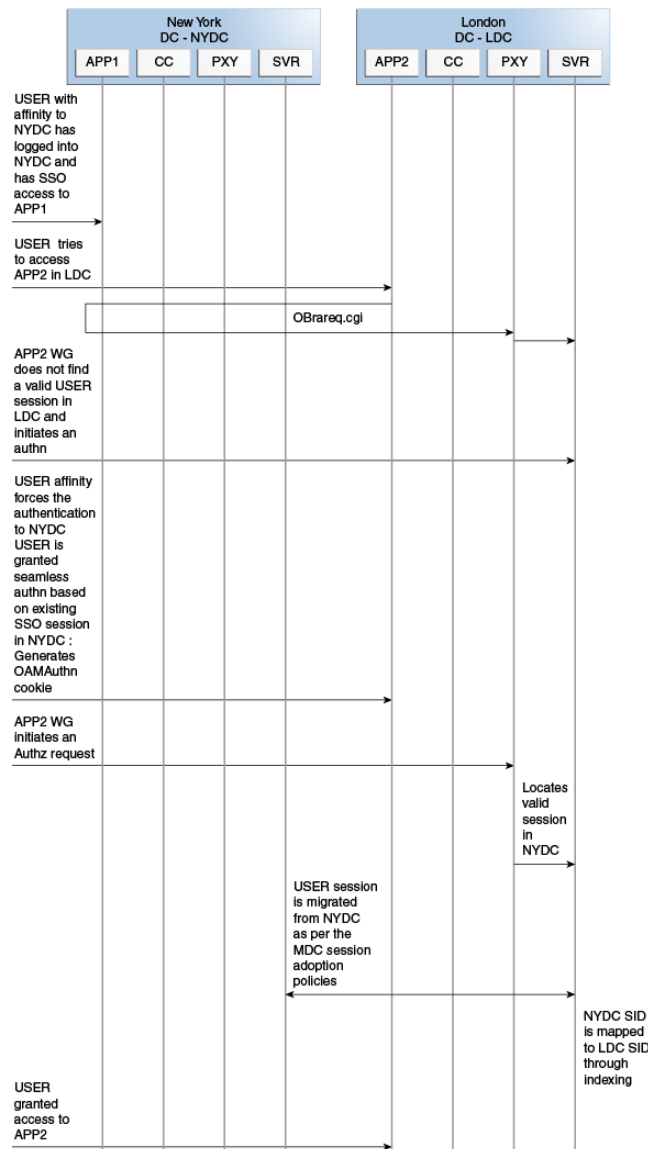 New York
DC - NYDC
London
DC - LDC
APP1
CC
PXY
SVR
APP2
CC
PXY
SVR
USER with
affinity to
NYDC has
logged into
NYDC and
has SSO
access to
APP1
USER tries
to access
APP2 in LDC
OBrareq.cgi
APP2 WG
does not find
a valid USER
session in
LDC and
initiates an
authn
USER affinity
forces the
authentication
to NYDC
USER is
granted
seamless
authn based
on existing
SSO session
in NYDC :
Generates
OAMAuthn
cookie
APP2 WG
initiates an
Authz request
Locates
valid
session
in
NYDC
USER session
is migrated
from NYDC
as per the
MDC session
adoption
policies
NYDC SID
is mapped
to LDC SID
through
indexing
USER
granted
access to
APP2